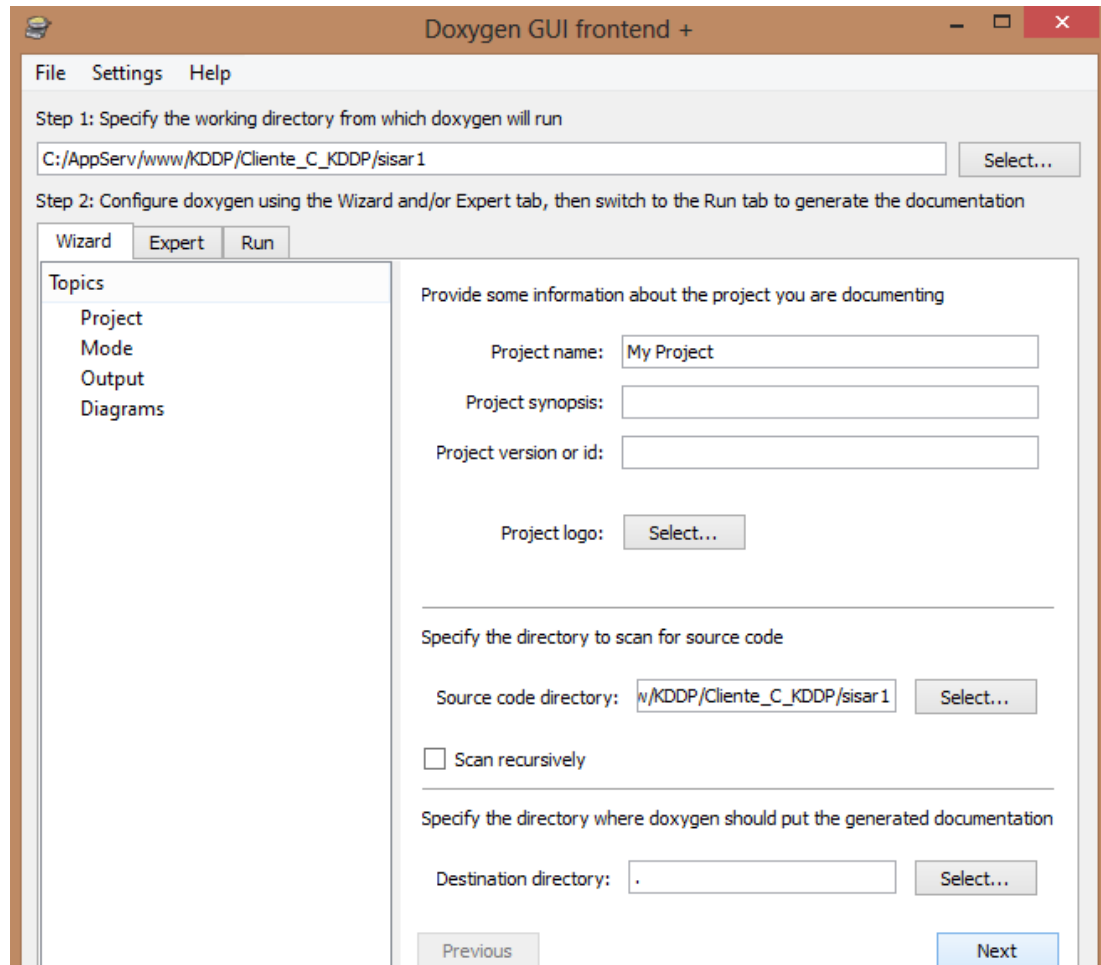 Doxygen GUI frontend +
File Settings Help
Step 1: Specify the working directory from which doxygen will run
C:/AppServ/www/KDDP/Cliente_C_KDDP/sisar1 Select...
Step 2: Configure doxygen using the Wizard and/or Expert tab, then switch to the Run tab to generate the documentation
Wizard Expert Run
Topics
Project
Mode
Output
Diagrams
Provide some information about the project you are documenting
Project name: My Project
Project synopsis:
Project version or id:
Project logo: Select...
Specify the directory to scan for source code
Source code directory: w/KDDP/Cliente_C_KDDP/sisar1 Select...
Scan recursively
Specify the directory where doxygen should put the generated documentation
Destination directory: . Select...
Previous Next